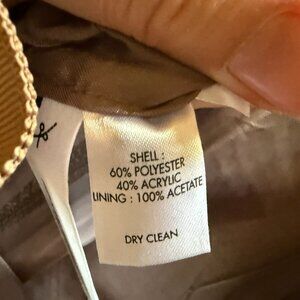 SHELL :
60% POLYESTER
40% ACRYLIC
LINING : 100% ACETATE
DRY CLEAN